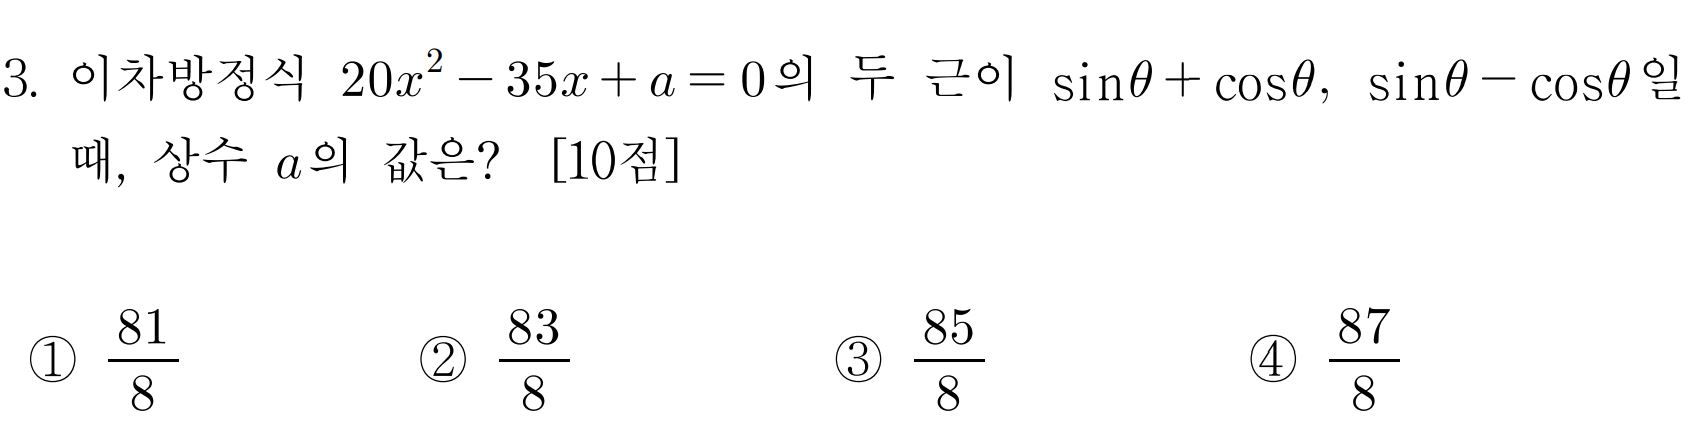 3. 이차방정식 20x² − 35x + a = 0의 두 근이 sinθ + cosθ, sinθ − cosθ일
때, 상수 a의 값은? [10점]
① 81/8 ② 83/8 ③ 85/8 ④ 87/8